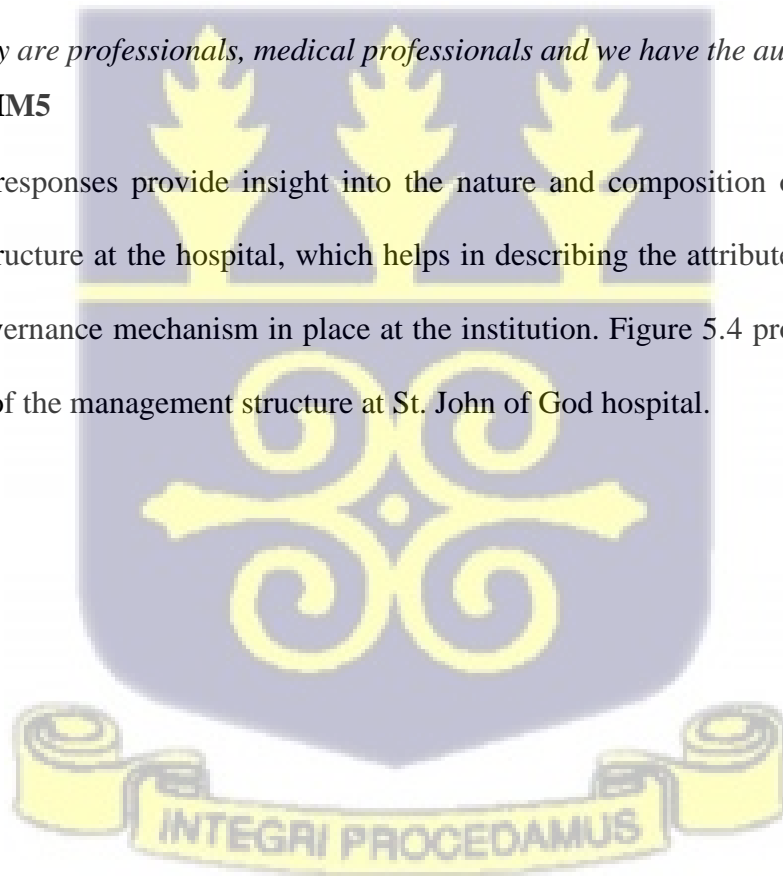 y are professionals, medical professionals and we have the au
IM5
responses provide insight into the nature and composition
ructure at the hospital, which helps in describing the attribute
vernance mechanism in place at the institution. Figure 5.4 pr
of the management structure at St. John of God hospital.
INTEGRI PROCEDAMUS